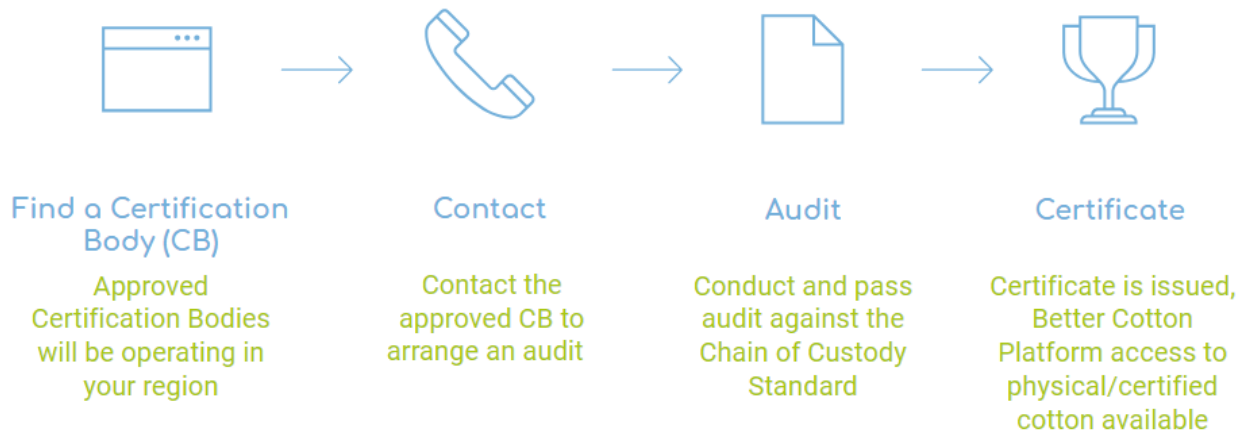 Find a Certification
Body (CB)
Approved
Certification Bodies
will be operating in
your region
Contact
Contact the
approved CB to
arrange an audit
Audit
Conduct and pass
audit against the
Chain of Custody
Standard
Certificate
Certificate is issued,
Better Cotton
Platform access to
physical/certified
cotton available